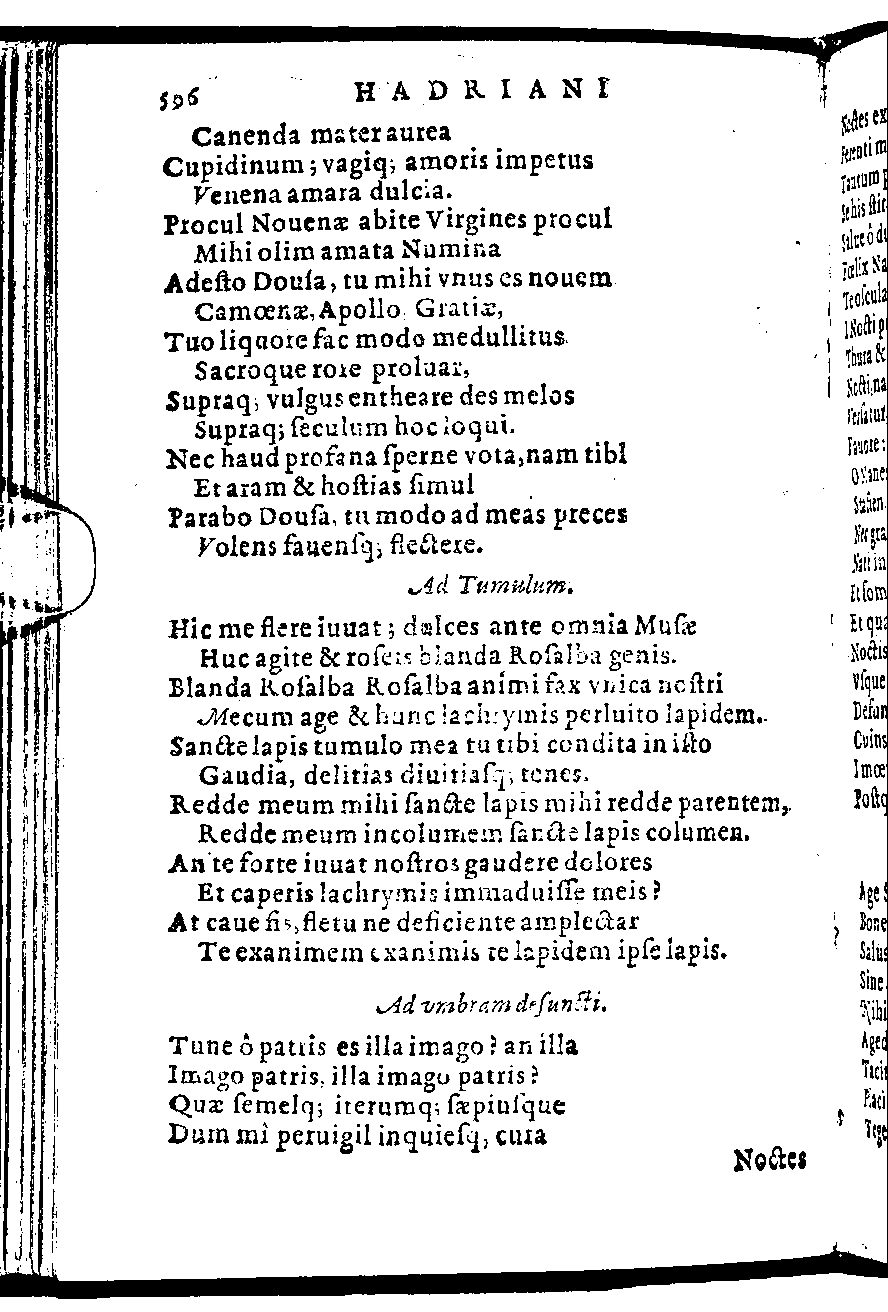 596 HADRIANI
Canenda mater aurea
Cupidinum; vagiq; amoris impetus
Venena amara dulcia.
Procul Nouenæ abite Virgines procul
Mihi olim amata Numina
Adeſto Douſa, tu mihi vnus es nouem
Camœnæ, Apollo, Gratiæ,
Tuo liquore fac modo medullitus
Sacroque rore proluar,
Supraq; vulgus entheare des melos
Supraq; ſeculum hoc loqui.
Nec haud profana ſperne vota, nam tibI
Et aram & hoſtias ſimul
Parabo Douſa, tu modo ad meas preces
Volens fauenſq; flectere.
Ad Tumulum.
Hic me flere iuuat; dulces ante omnia Muſæ
Huc agite & roſeis blanda Roſalba genis.
Blanda Roſalba Roſalba animi fax vnica noſtri
Mecum age & hunc lachrymis perluito lapidem.
Sancte lapis tumulo mea tu tibi condita in iſto
Gaudia, delitias diuitiaſq; tenes.
Redde meum mihi ſancte lapis mihi redde parentem,
Redde meum incolumem ſancte lapis columen.
An te forte iuuat noſtros gaudere dolores
Et caperis lachrymis immaduiſſe meis?
At caue ſis, fletu ne deficiente amplectar
Te exanimem exanimis te lapidem ipſe lapis.
Ad vmbram defuncti.
Tune ô patris es illa imago? an illa
Imago patris, illa imago patris?
Quæ ſemelq; iterumq; ſæpiuſque
Dum mî peruigil inquieſq; cura
Noctes